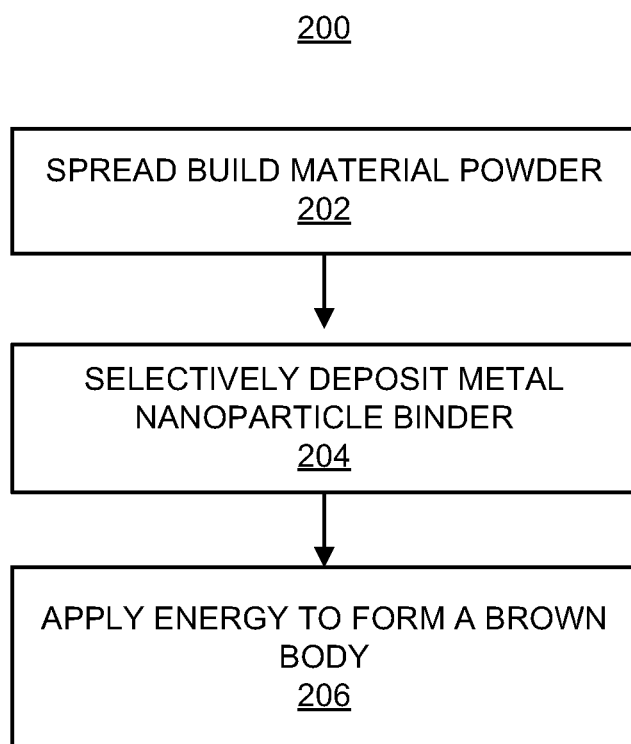 200
SPREAD BUILD MATERIAL POWDER
202
SELECTIVELY DEPOSIT METAL
NANOPARTICLE BINDER
204
APPLY ENERGY TO FORM A BROWN
BODY
206